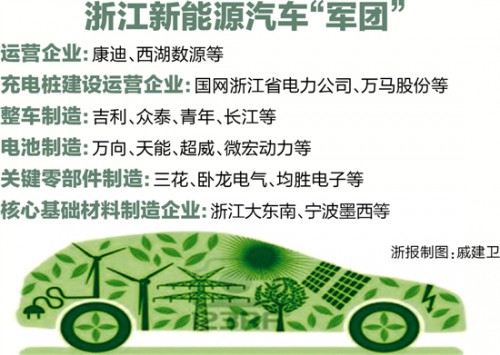 浙江新能源汽车“军团”
运营企业：康迪、西湖数源等
充电桩建设运营企业：国网浙江省电力公司、万马股份等
整车制造：吉利、众泰、青年、长江等
电池制造：万向、天能、超威、微宏动力等
关键零部件制造：三花、卧龙电气、均胜电子等
核心基础材料制造企业：浙江大东南、宁波墨西等
浙报制图：戚建卫
123RF